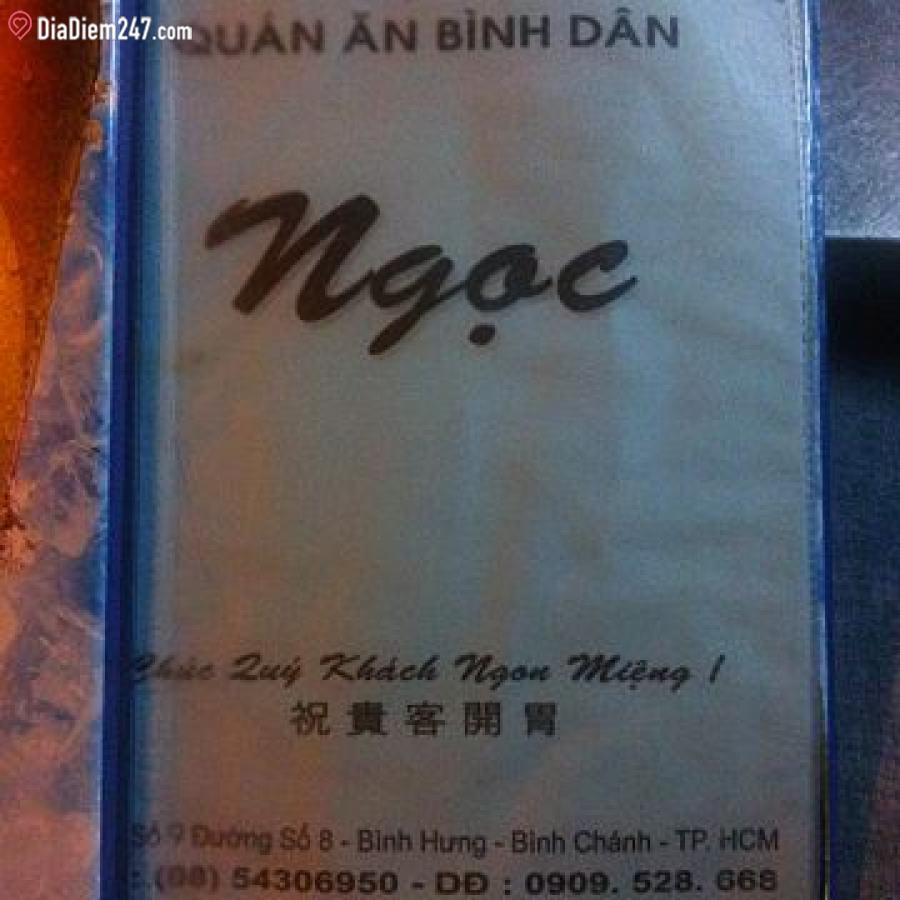 DiaDiem247.com
QUÁN ĂN BÌNH DÂN
Ngọc
Chúc Quý Khách Ngon Miệng !
祝貴客開胃
Số 9 Đường Số 8 - Bình Hưng - Bình Chánh - TP. HCM
: (08) 54306950 - DĐ : 0909. 528. 668